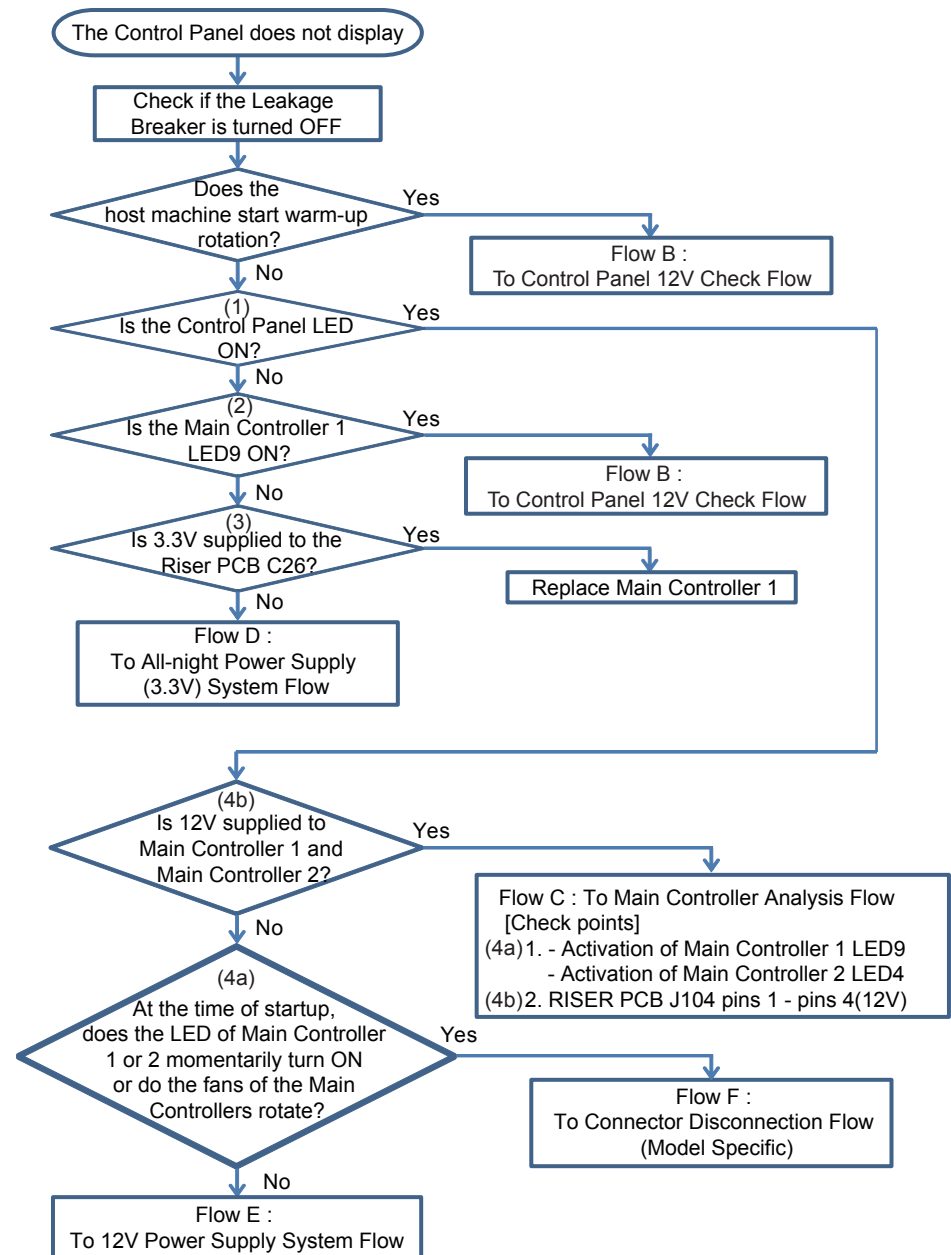 The Control Panel does not display
Check if the Leakage
Breaker is turned OFF
Does the
host machine start warm-up
rotation?
Yes
Flow B :
To Control Panel 12V Check Flow
No
(1)
Is the Control Panel LED
ON?
Yes
No
(2)
Is the Main Controller 1
LED9 ON?
Yes
Flow B :
To Control Panel 12V Check Flow
No
(3)
Is 3.3V supplied to the
Riser PCB C26?
Yes
Replace Main Controller 1
No
Flow D :
To All-night Power Supply
(3.3V) System Flow
(4b)
Is 12V supplied to
Main Controller 1 and
Main Controller 2?
Yes
Flow C : To Main Controller Analysis Flow
[Check points]
(4a) 1. - Activation of Main Controller 1 LED9
- Activation of Main Controller 2 LED4
(4b) 2. RISER PCB J104 pins 1 - pins 4(12V)
No
(4a)
At the time of startup,
does the LED of Main Controller
1 or 2 momentarily turn ON
or do the fans of the Main
Controllers rotate?
Yes
Flow F :
To Connector Disconnection Flow
(Model Specific)
No
Flow E :
To 12V Power Supply System Flow